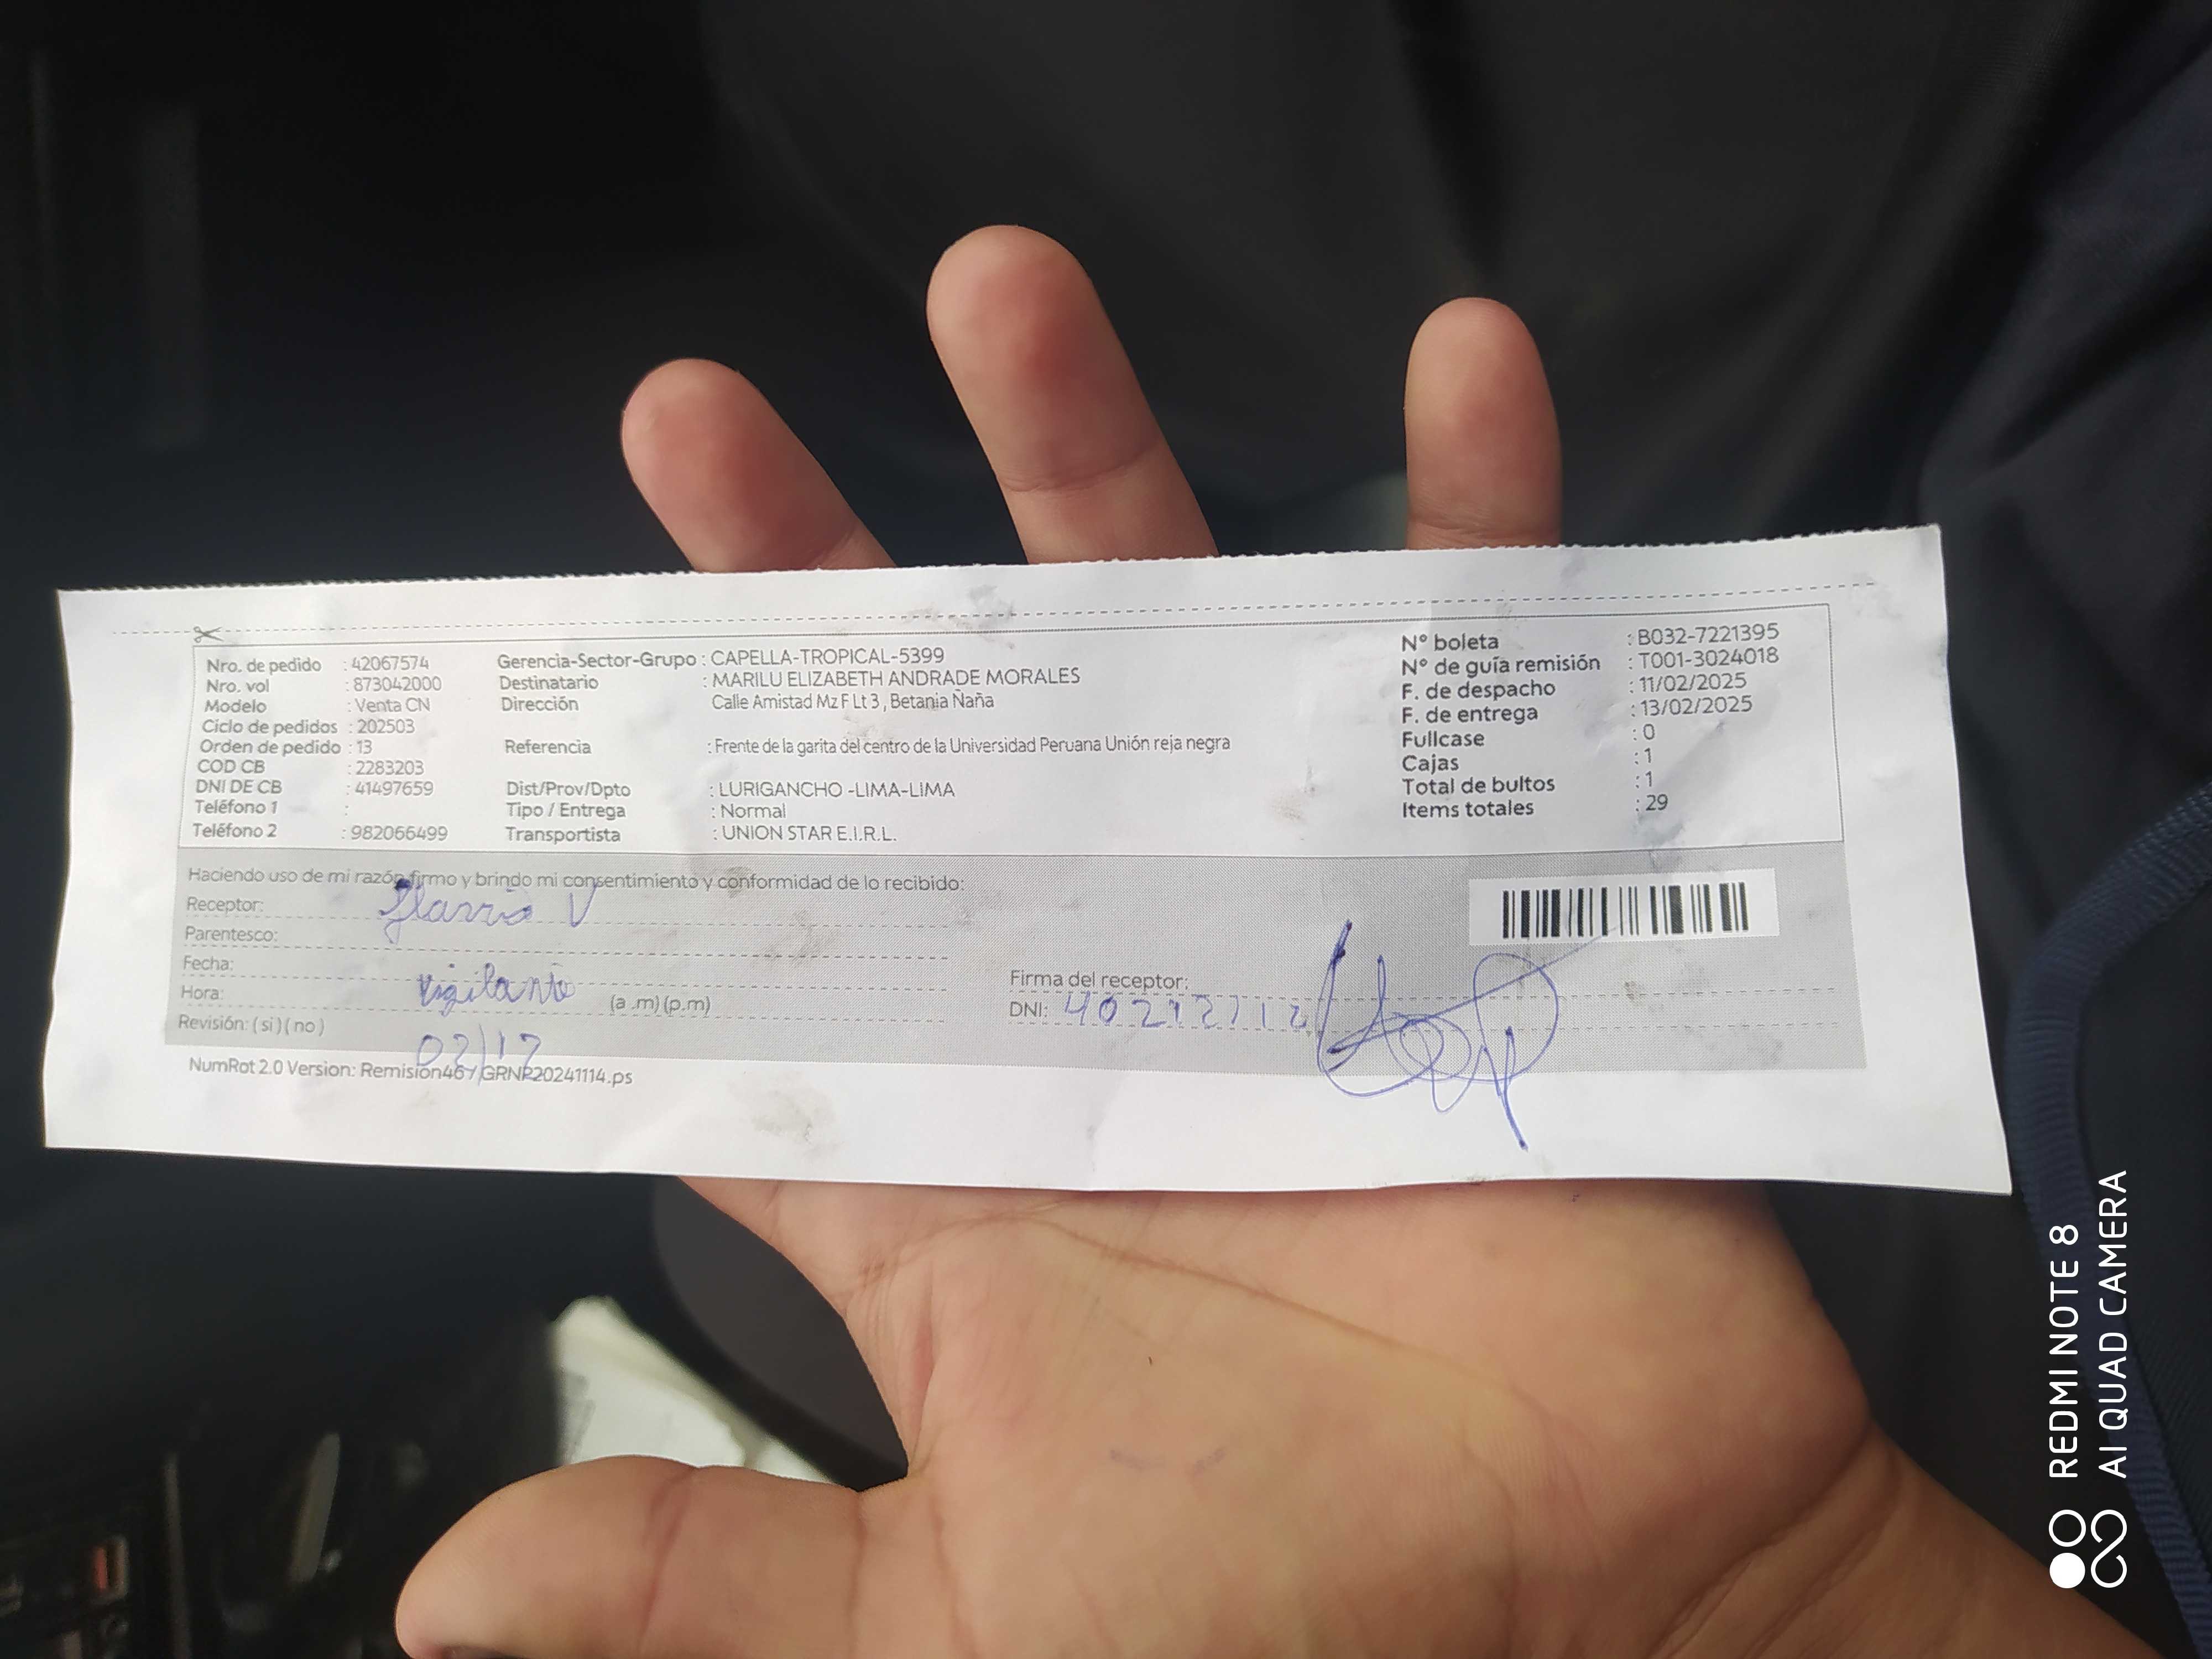 Nro. de pedido : 42067574
Nro. vol : 873042000
Modelo : Venta CN
Ciclo de pedidos : 202503
Orden de pedido : 13
COD CB : 2283203
DNI DE CB : 41497659
Teléfono 1 :
Teléfono 2 : 982066499
Gerencia-Sector-Grupo : CAPELLA-TROPICAL-5399
Destinatario : MARILU ELIZABETH ANDRADE MORALES
Dirección Calle Amistad Mz F Lt 3 , Betania Ñaña
Referencia : Frente de la garita del centro de la Universidad Peruana Unión reja negra
Dist/Prov/Dpto : LURIGANCHO -LIMA-LIMA
Tipo / Entrega : Normal
Transportista : UNION STAR E.I.R.L.
N° boleta : B032-7221395
N° de guía remisión : T001-3024018
F. de despacho : 11/02/2025
F. de entrega : 13/02/2025
Fullcase : 0
Cajas : 1
Total de bultos : 1
Items totales : 29
Haciendo uso de mi razón firmo y brindo mi consentimiento y conformidad de lo recibido:
Receptor: V
Parentesco:
Fecha:
vigilante
Hora: (a .m) (p.m)
Revisión: ( si ) ( no )
Firma del receptor:
DNI:
NumRot 2.0 Version: Remision46 / GRNP20241114.ps
REDMI NOTE 8
AI QUAD CAMERA